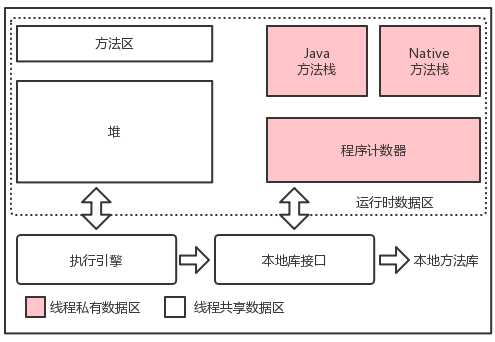 方法区
堆
Java
方法栈
Native
方法栈
程序计数器
运行时数据区
执行引擎
本地库接口
本地方法库
线程私有数据区
线程共享数据区